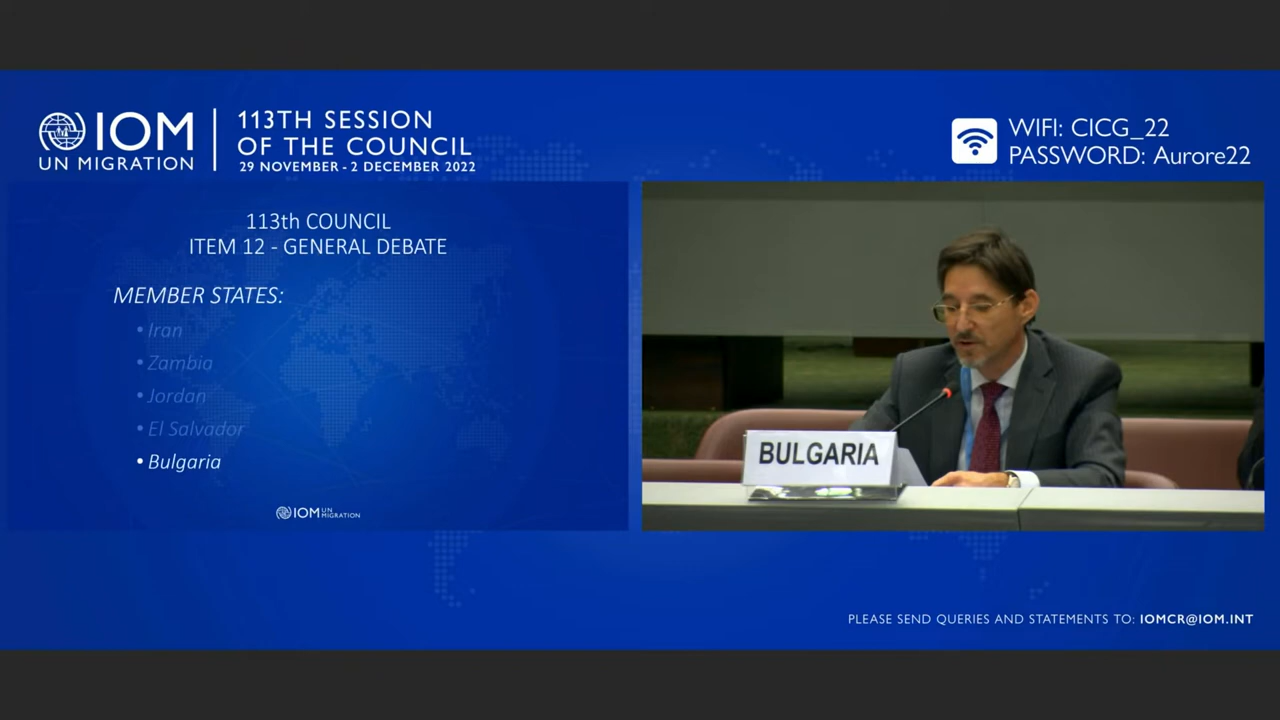 IOM
UN MIGRATION
113TH SESSION
OF THE COUNCIL
29 NOVEMBER - 2 DECEMBER 2022
WIFI: CICG_22
PASSWORD: Aurore22
113th COUNCIL
ITEM 12 - GENERAL DEBATE
MEMBER STATES:
• Iran
• Zambia
• Jordan
• El Salvador
• Bulgaria
IOM UN MIGRATION
BULGARIA
PLEASE SEND QUERIES AND STATEMENTS TO: IOMCR@IOM.INT